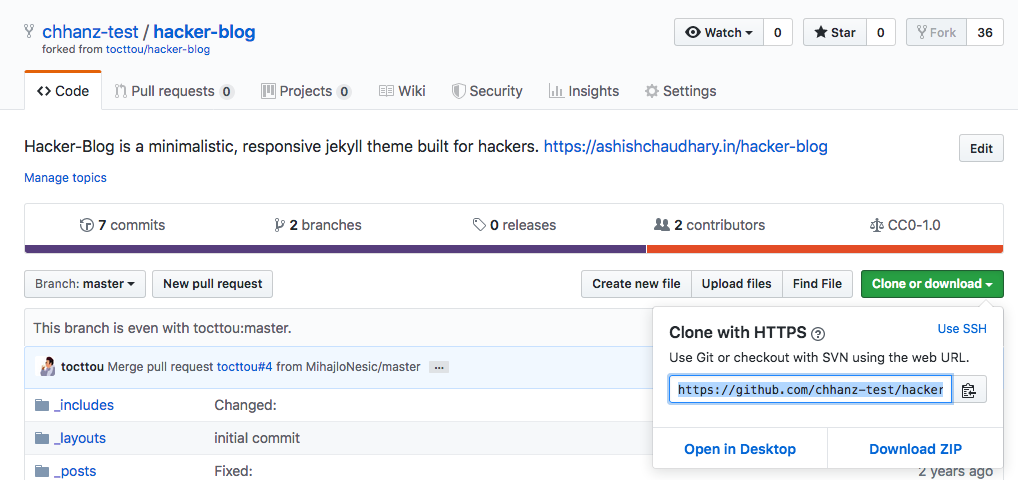 chhanz-test / hacker-blog
forked from tocttou/hacker-blog
Watch 0 Star 0 Fork 36
Code Pull requests 0 Projects 0 Wiki Security Insights Settings
Hacker-Blog is a minimalistic, responsive jekyll theme built for hackers. https://ashishchaudhary.in/hacker-blog
Edit
Manage topics
7 commits 2 branches 0 releases 2 contributors CC0-1.0
Branch: master New pull request Create new file Upload files Find File Clone or download
This branch is even with tocttou:master.
tocttou Merge pull request tocttou#4 from MihajloNesic/master ...
_includes Changed:
_layouts initial commit
_posts Fixed:
Clone with HTTPS ? Use SSH
Use Git or checkout with SVN using the web URL.
https://github.com/chhanz-test/hacker
Open in Desktop Download ZIP
2 years ago